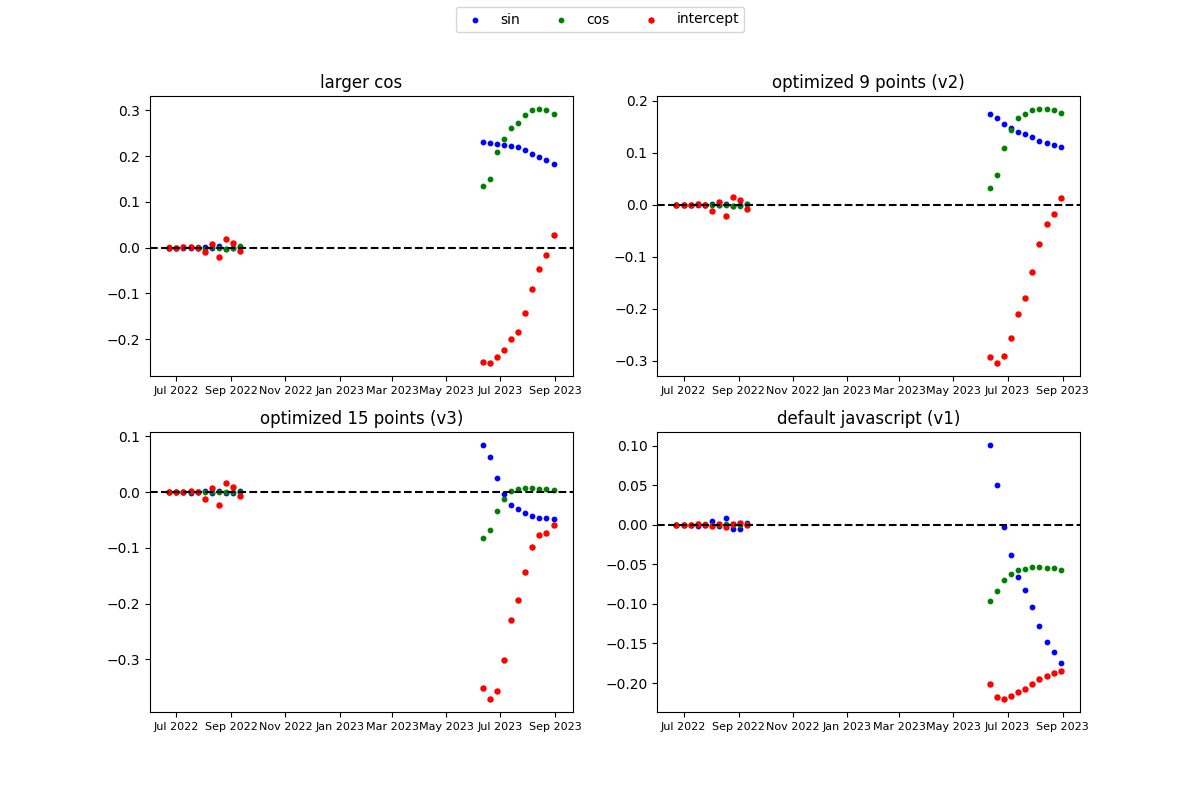 sin cos intercept
larger cos
0.3
0.2
0.1
0.0
−0.1
−0.2
Jul 2022 Sep 2022 Nov 2022 Jan 2023 Mar 2023 May 2023 Jul 2023 Sep 2023
optimized 9 points (v2)
0.2
0.1
0.0
−0.1
−0.2
−0.3
Jul 2022 Sep 2022 Nov 2022 Jan 2023 Mar 2023 May 2023 Jul 2023 Sep 2023
optimized 15 points (v3)
0.1
0.0
−0.1
−0.2
−0.3
Jul 2022 Sep 2022 Nov 2022 Jan 2023 Mar 2023 May 2023 Jul 2023 Sep 2023
default javascript (v1)
0.10
0.05
0.00
−0.05
−0.10
−0.15
−0.20
Jul 2022 Sep 2022 Nov 2022 Jan 2023 Mar 2023 May 2023 Jul 2023 Sep 2023